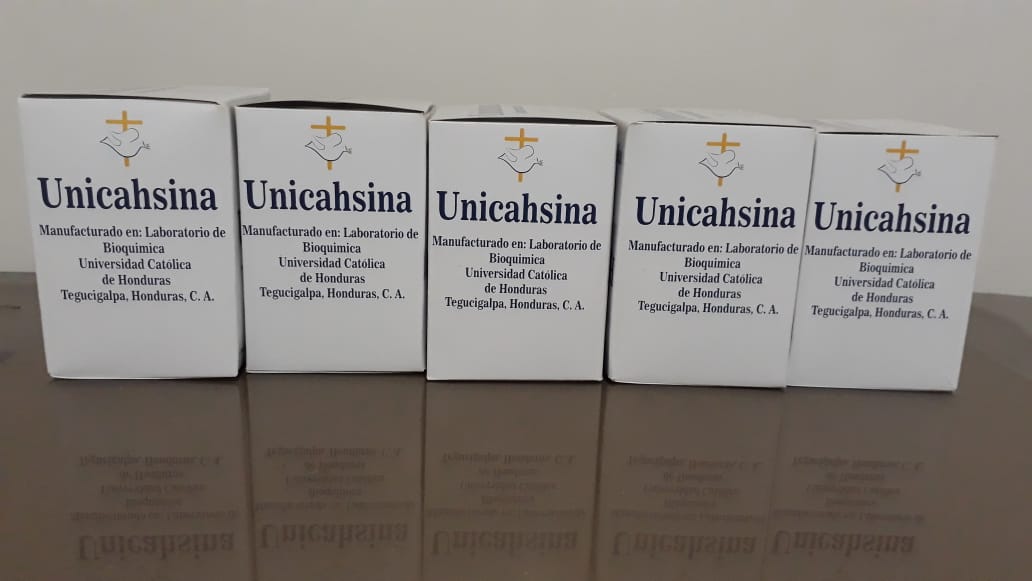 Unicahsina
Manufacturado en: Laboratorio de
Bioquimica
Universidad Católica
de Honduras
Tegucigalpa, Honduras, C. A.
Unicahsina
Manufacturado en: Laboratorio de
Bioquimica
Universidad Católica
de Honduras
Tegucigalpa, Honduras, C. A.
Unicahsina
Manufacturado en: Laboratorio de
Bioquimica
Universidad Católica
de Honduras
Tegucigalpa, Honduras, C. A.
Unicahsina
Manufacturado en: Laboratorio de
Bioquimica
Universidad Católica
de Honduras
Tegucigalpa, Honduras, C. A.
Unicahsina
Manufacturado en: Laboratorio de
Bioquimica
Universidad Católica
de Honduras
Tegucigalpa, Honduras, C. A.